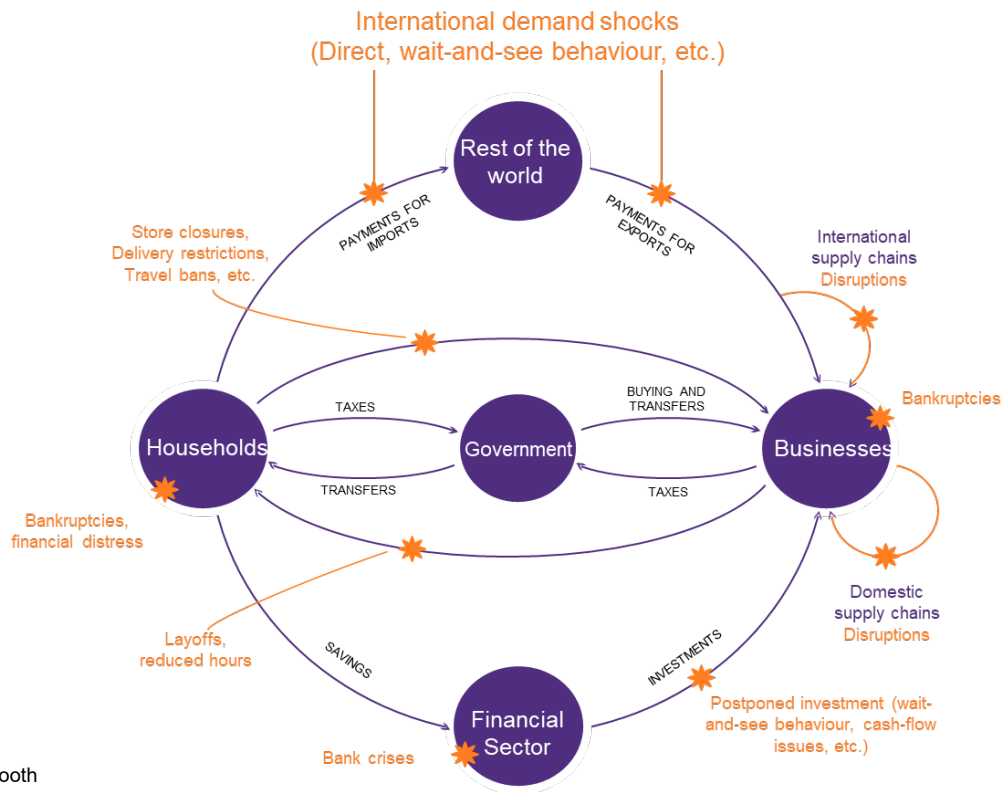 International demand shocks
(Direct, wait-and-see behaviour, etc.)
Rest of the
world
PAYMENTS FOR
IMPORTS
PAYMENTS FOR
EXPORTS
Store closures,
Delivery restrictions,
Travel bans, etc.
International
supply chains
Disruptions
TAXES
BUYING AND
TRANSFERS
Bankruptcies
Households
Government
Businesses
TRANSFERS
TAXES
Bankruptcies,
financial distress
Domestic
supply chains
Disruptions
Layoffs,
reduced hours
SAVINGS
INVESTMENTS
Financial
Sector
Postponed investment (wait-
and-see behaviour, cash-flow
issues, etc.)
Bank crises
ooth